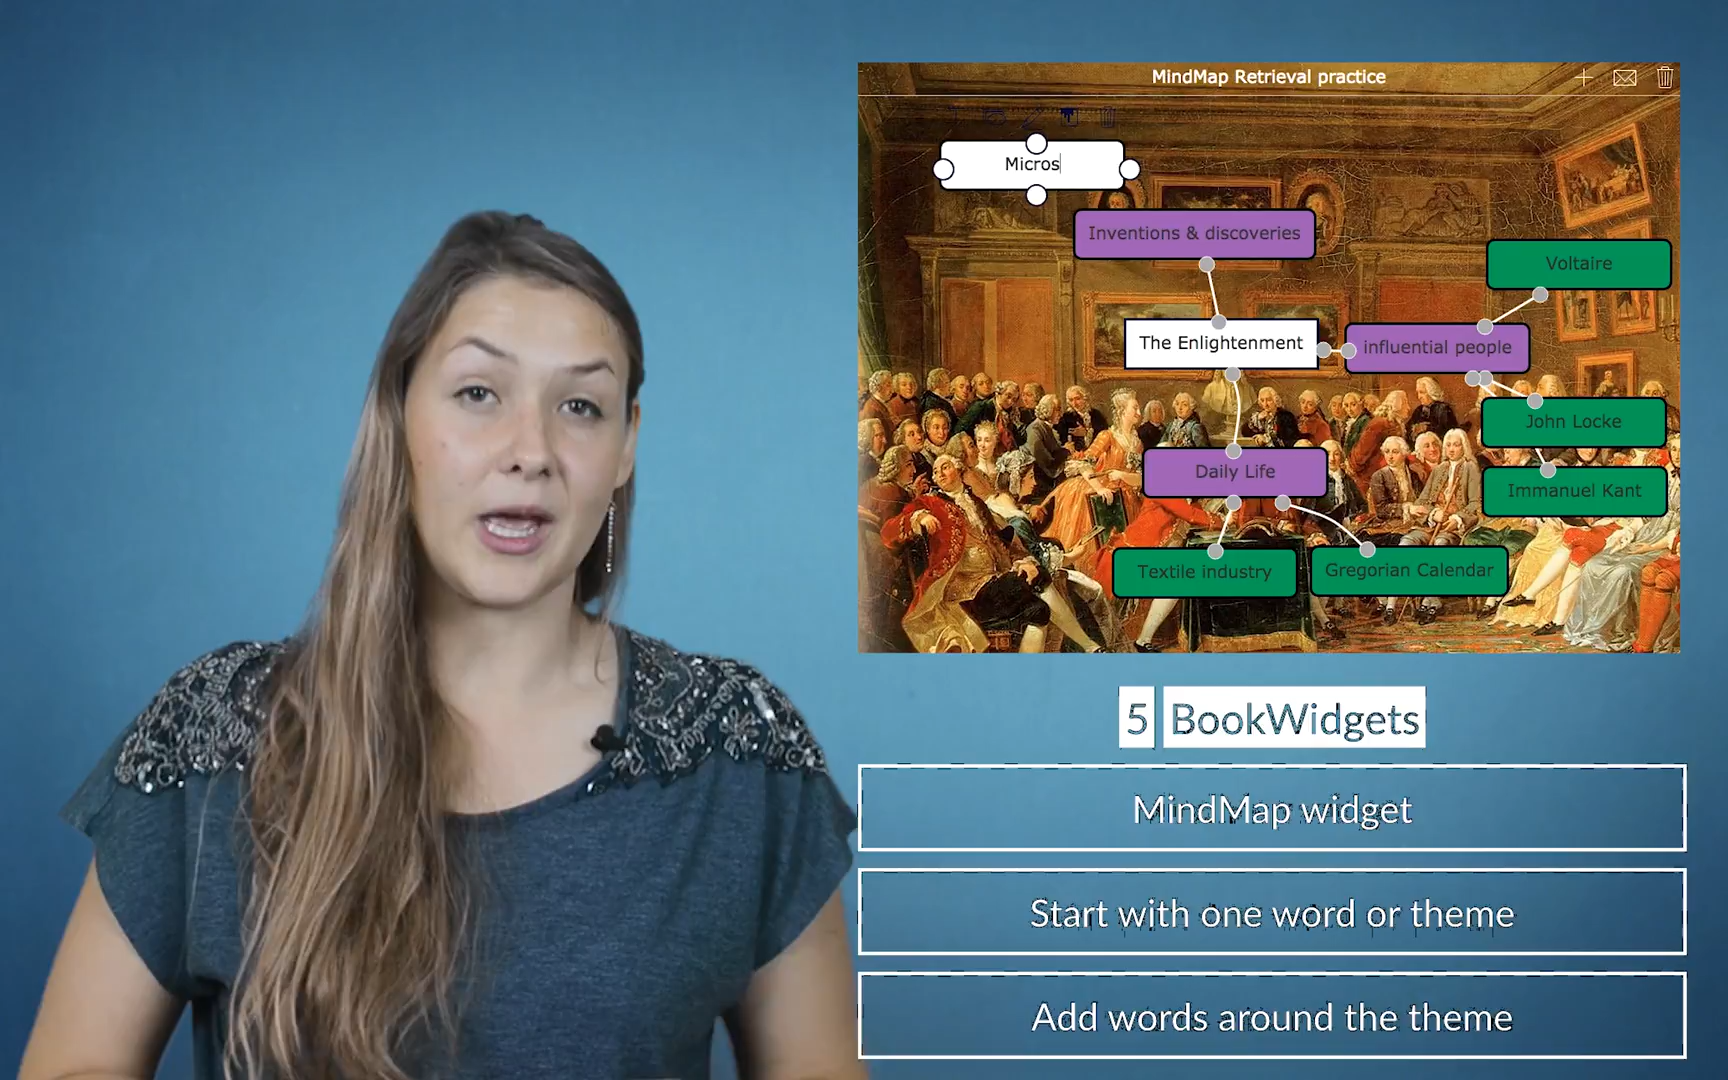 MindMap Retrieval practice
Micros
Inventions & discoveries
Voltaire
The Enlightenment
influential people
John Locke
Daily Life
Immanuel Kant
Textile industry
Gregorian Calendar
5 BookWidgets
MindMap widget
Start with one word or theme
Add words around the theme